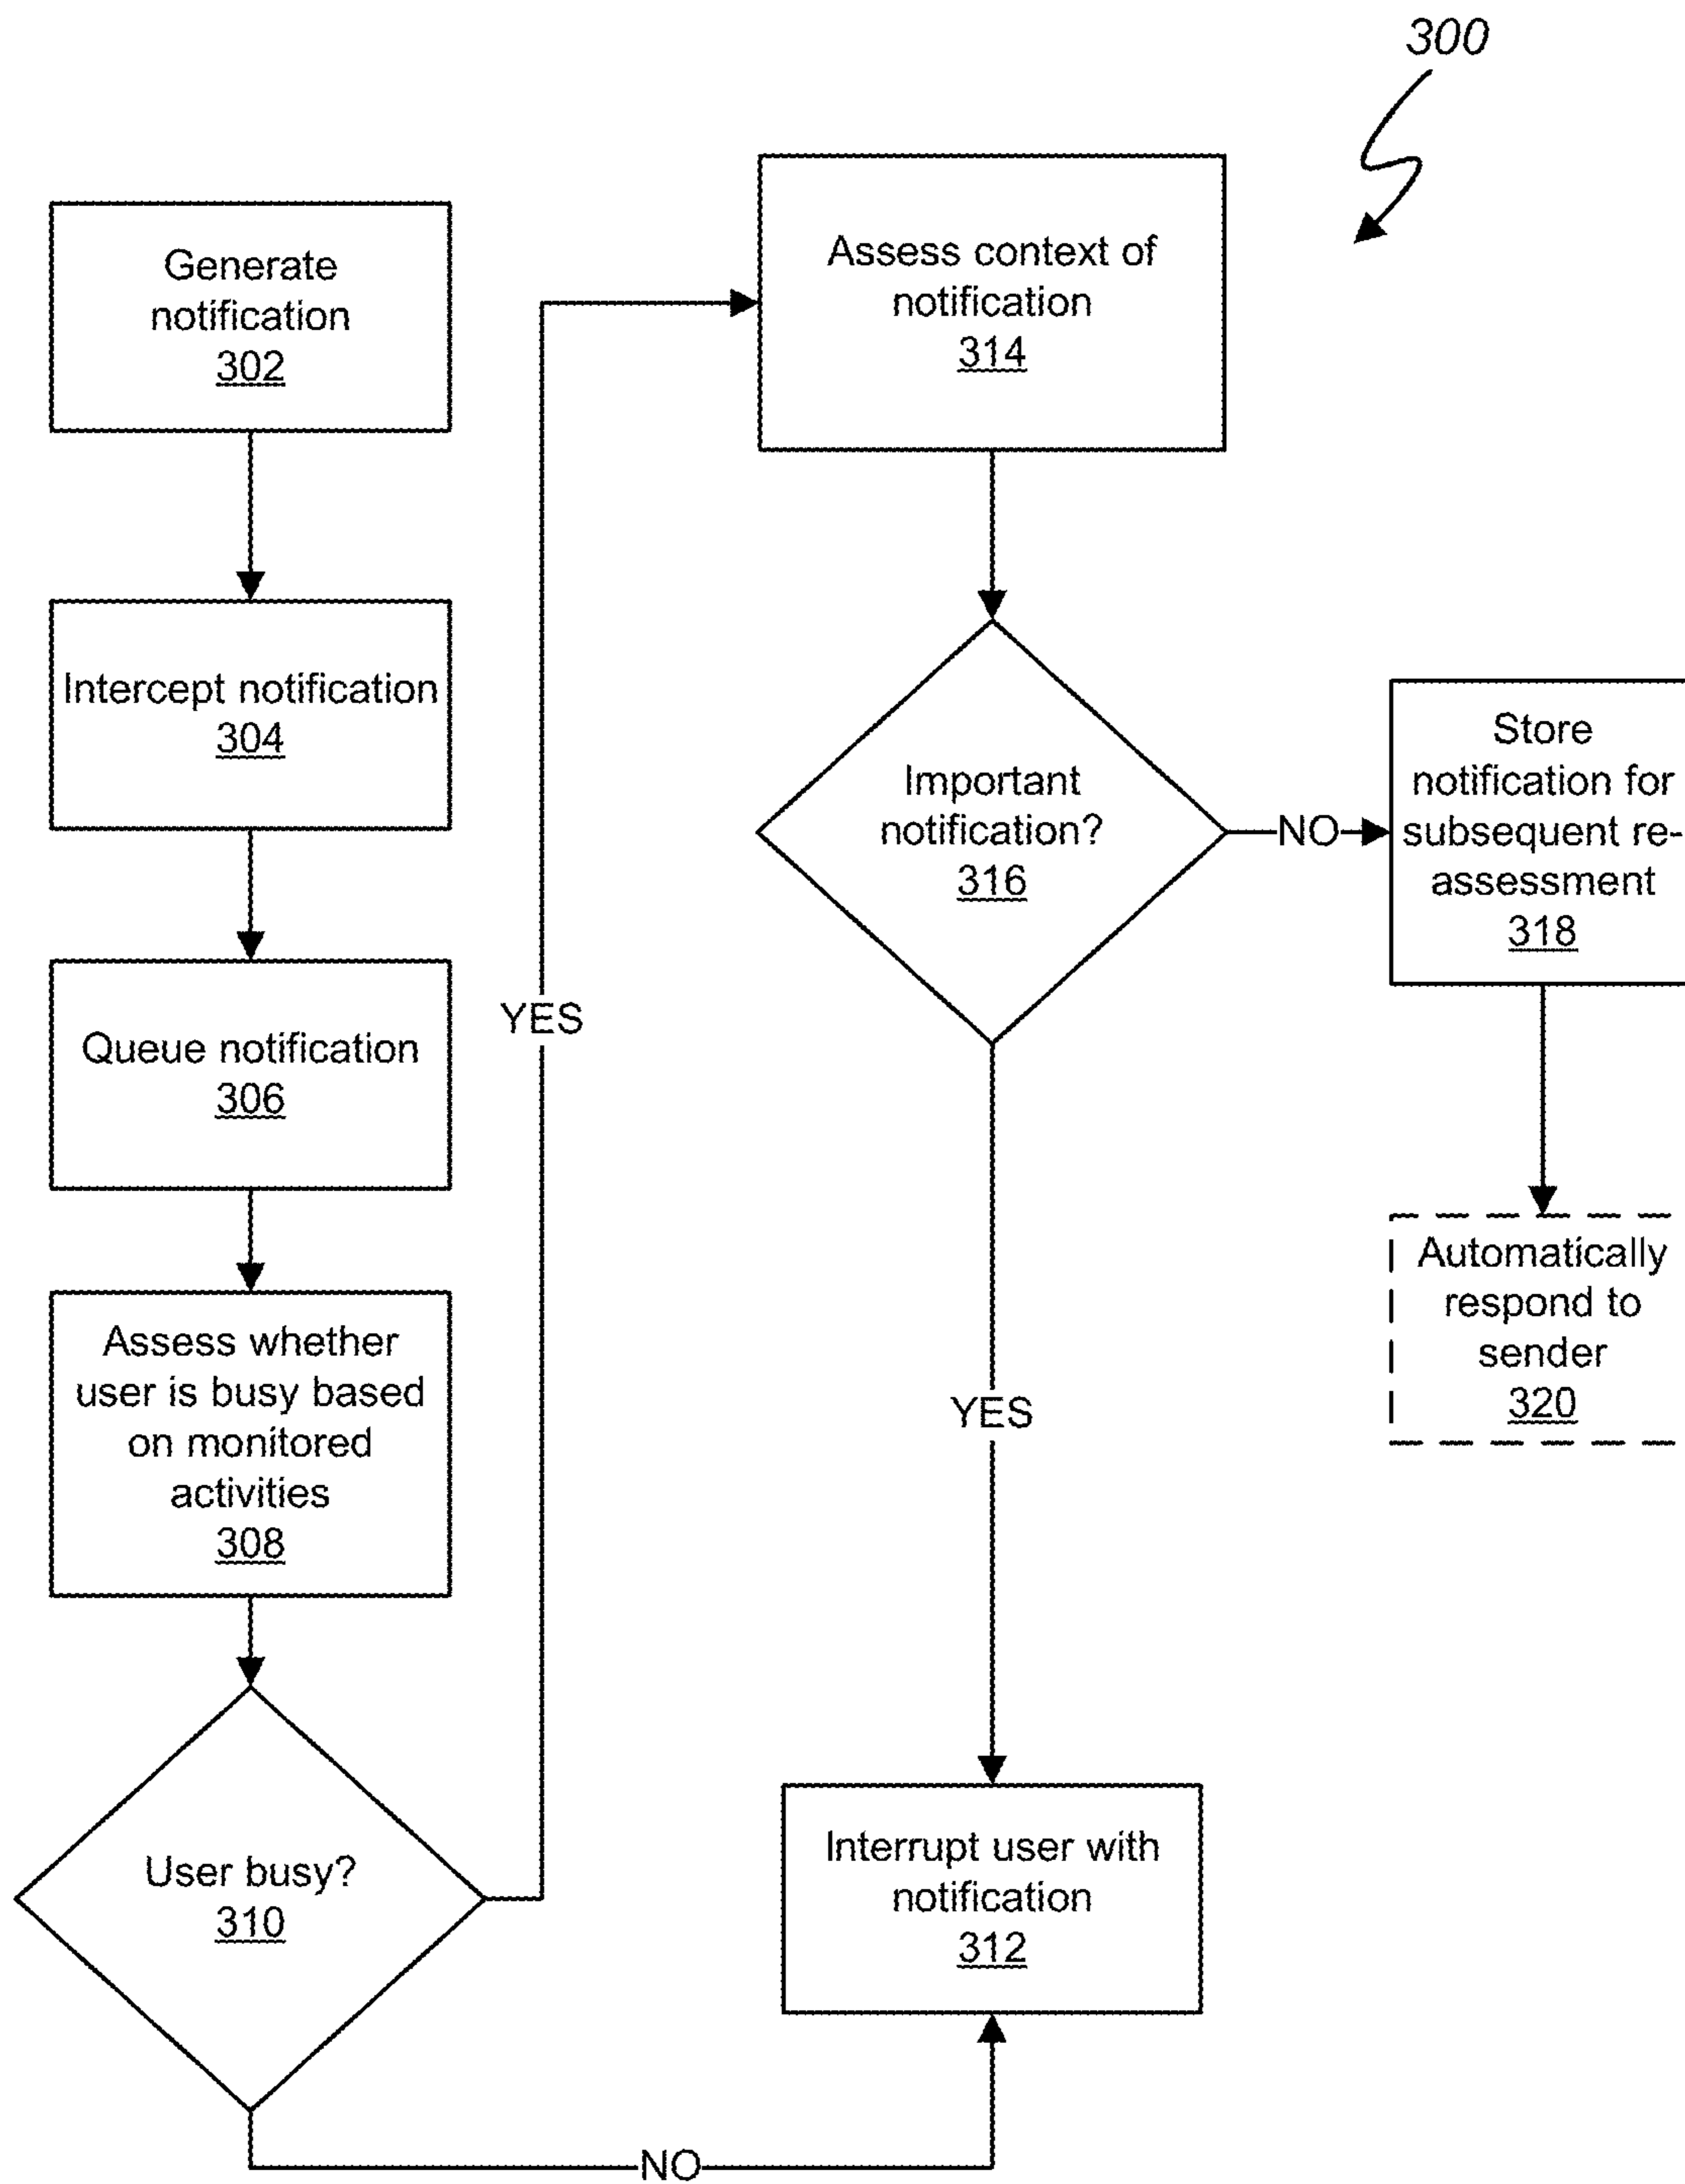 300
Generate
notification
302
Intercept notification
304
Queue notification
306
Assess whether
user is busy based
on monitored
activities
308
User busy?
310
YES
NO
Assess context of
notification
314
Important
notification?
316
NO
YES
Interrupt user with
notification
312
Store
notification for
subsequent re-
assessment
318
Automatically
respond to
sender
320